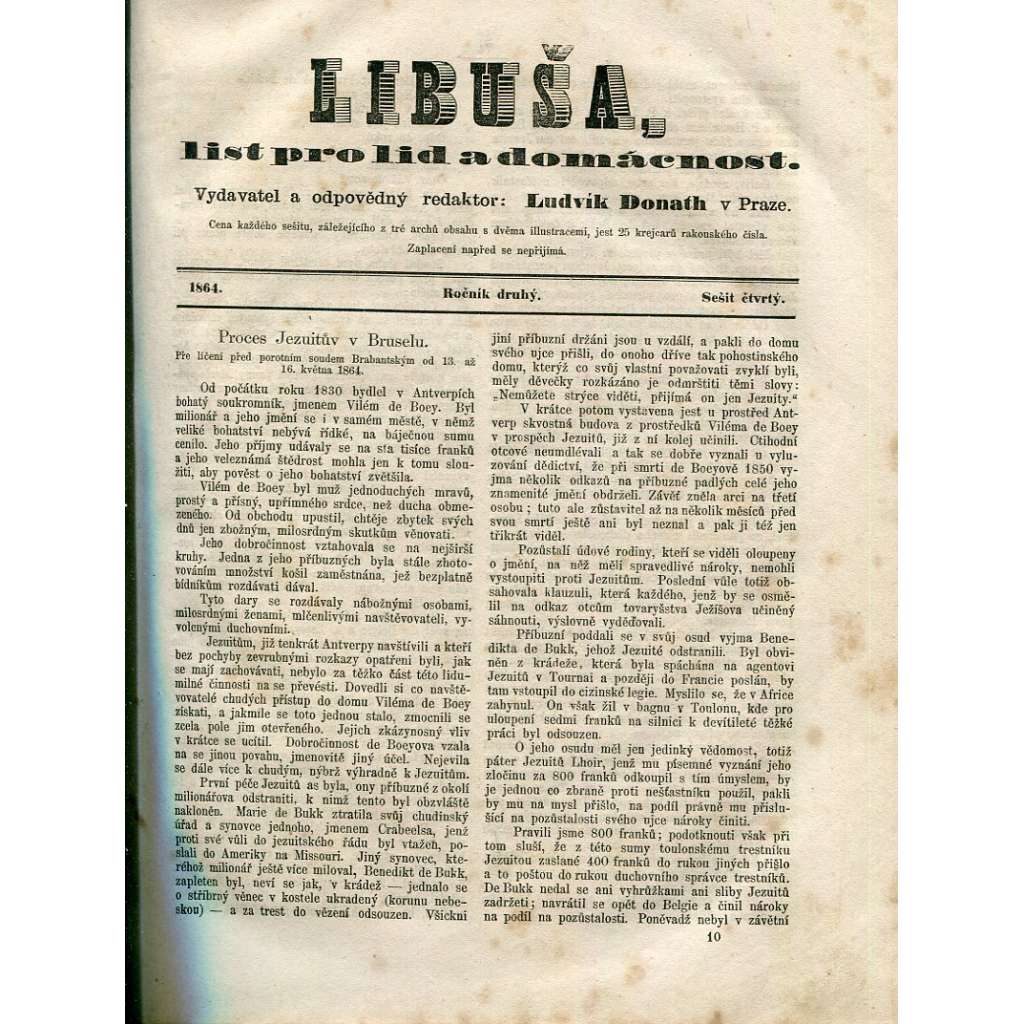 LIBUŠA,
list pro lid a domácnost.
Vydavatel a odpovědný redaktor: Ludvík Donath v Praze.
Cena každého sešitu, záležejícího z tré archů obsahu s dvěma illustracemi, jest 25 krejcarů rakouského čísla.
Zaplacení napřed se nepřijímá.
1864. Ročník druhý. Sešit čtvrtý.
Proces Jezuitův v Bruselu.
Pře líčení před porotním soudem Brabantským od 13. až
16. května 1864.
Od počátku roku 1830 bydlel v Antverpích
bohatý soukromník, jmenem Vilém de Boey. Byl
milionář a jeho jmění se i v samém městě, v němž
veliké bohatství nebývá řídké, na báječnou sumu
cenilo. Jeho příjmy udávaly se na sta tisíce franků
a jeho veleznámá štědrost mohla jen k tomu slou-
žiti, aby pověst o jeho bohatství zvětšila.
Vilém de Boey byl muž jednoduchých mravů,
prostý a přísný, upřímného srdce, než ducha obme-
zeného. Od obchodu upustil, chtěje zbytek svých
dnů jen zbožným, milosrdným skutkům věnovati.
Jeho dobročinnost vztahovala se na nejširší
kruhy. Jedna z jeho příbuzných byla stále zhoto-
vováním množství košil zaměstnána, jež bezplatně
bídníkům rozdávati dával.
Tyto dary se rozdávaly nábožnými osobami,
milosrdnými ženami, mlčenlivými navštěvovateli, vy-
volenými duchovními.
Jezuitům, již tenkrát Antverpy navštívili a kteří
bez pochyby zevrubnými rozkazy opatřeni byli, jak
se mají zachovávati, nebylo za těžko část této lidu-
milné činnosti na se převésti. Dovedli si co navště-
vovatelé chudých přístup do domu Viléma de Boey
získati, a jakmile se toto jednou stalo, zmocnili se
zcela pole jim otevřeného. Jejich zkázynosný vliv
v krátce se ucítil. Dobročinnost de Boeyova vzala
na se jinou povahu, jmenovitě jiný účel. Nejevila
se dále více k chudým, nýbrž výhradně k Jezuitům.
První péče Jezuitů as byla, ony příbuzné z okolí
milionářova odstraniti, k nimž tento byl obzvláště
nakloněn. Marie de Bukk ztratila svůj chudinský
úřad a synovce jednoho, jmenem Crabeelsa, jenž
proti své vůli do jezuitského řádu byl vtažen, po-
slali do Ameriky na Missouri. Jiný synovec, kte-
réhož milionář ještě více miloval, Benedikt de Bukk,
zapleten byl, neví se jak, v krádež — jednalo se
o stříbrný věnec v kostele ukradený (korunu nebe-
skou) — a za trest do vězení odsouzen. Všickni
jiní příbuzní držáni jsou u vzdálí, a pakli do domu
svého ujce přišli, do onoho dříve tak pohostinského
domu, kterýž co svůj vlastní považovati zvyklí byli,
měly děvečky rozkázáno je odmrštiti těmi slovy:
„Nemůžete strýce viděti, přijímá on jen Jezuity.“
V krátce potom vystavena jest u prostřed Ant-
verp skvostná budova z prostředků Viléma de Boey
v prospěch Jezuitů, již z ní kolej učinili. Ctihodní
otcové neumdlévali a tak se dobře vyznali u vylu-
zování dědictví, že při smrti de Boeyově 1850 vy-
jma několik odkazů na příbuzné padlých celé jeho
znamenité jmění obdrželi. Závěť zněla arci na třetí
osobu; tuto ale zůstavitel až na několik měsíců před
svou smrtí ještě ani byl neznal a pak ji též jen
třikrát viděl.
Pozůstalí údové rodiny, kteří se viděli oloupeny
o jmění, na něž měli spravedlivé nároky, nemohli
vystoupiti proti Jezuitům. Poslední vůle totiž ob-
sahovala klauzuli, která každého, jenž by se osmě-
lil na odkaz otcům tovaryšstva Ježíšova učiněný
sáhnouti, výslovně vydědovali.
Příbuzní poddali se v svůj osud vyjma Bene-
dikta de Bukk, jehož Jezuité odstranili. Byl obvi-
něn z krádeže, která byla spáchána na agentovi
Jezuitů v Tournai a později do Francie poslán, by
tam vstoupil do cizinské legie. Myslilo se, že v Africe
zahynul. On však žil v bagnu v Toulonu, kde pro
uloupení sedmi franků na silnici k devítileté těžké
práci byl odsouzen.
O jeho osudu měl jen jedinký vědomost, totiž
páter Jezuitů Lhoir, jenž mu písemné vyznání jeho
zločinu za 800 franků odkoupil s tím úmyslem, by
je jednou co zbraně proti nešťastníku použil, pakli
by mu na mysl přišlo, na podíl právně mu přislu-
šící na pozůstalosti svého ujce nároky činiti.
Pravili jsme 800 franků; podotknouti však při
tom sluší, že z této sumy toulonskému trestníku
Jezuitou zaslané 400 franků do rukou jiných přišlo
a to poštou do rukou duchovního správce trestníků.
De Bukk nedal se ani vyhrůžkami ani sliby Jezuitů
zadržeti; navrátil se opět do Belgie a činil nároky
na podíl na pozůstalosti. Poněvadž nebyl v závětní
10